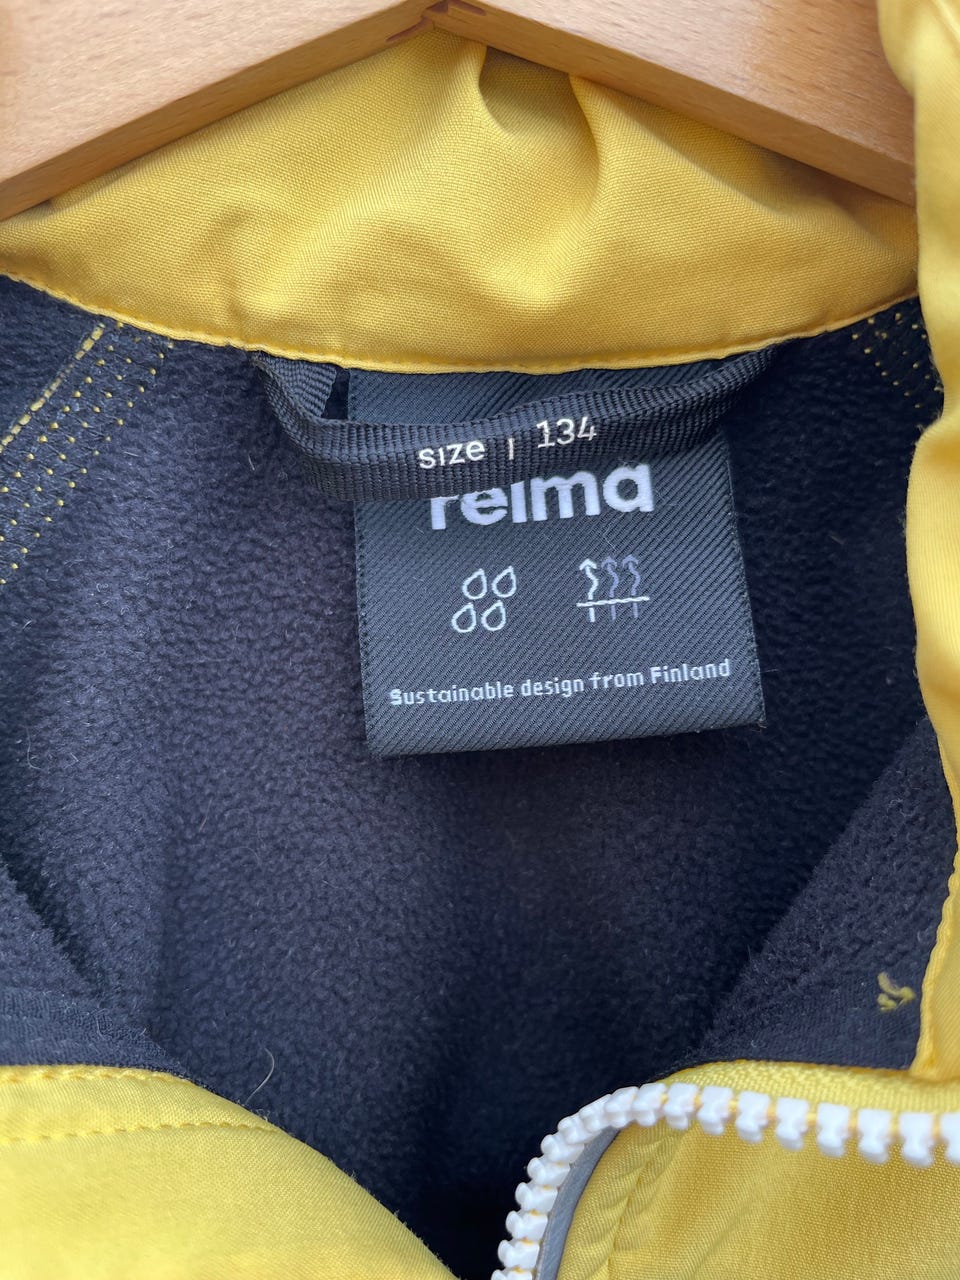 size | 134
reima
Sustainable design from Finland